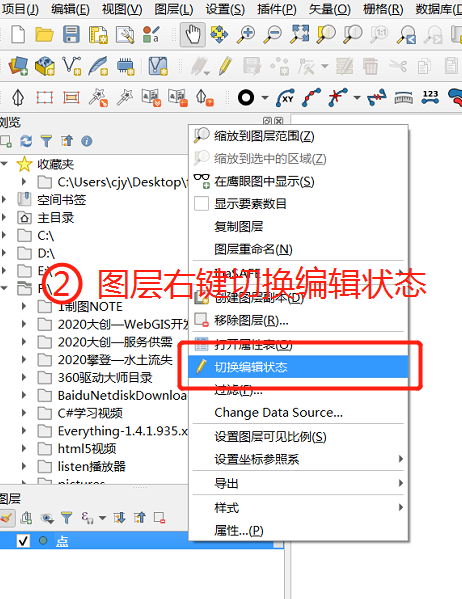 项目(J) 编辑(E) 视图(V) 图层(L) 设置(S) 插件(P) 矢量(O) 栅格(R) 数据库(D)
123
浏览
收藏夹
C:\Users\cjy\Desktop\
空间书签
主目录
C:\
D:\
E:\
F:\
1制图NOTE
2020大创—WebGIS开发
2020大创—服务供需
2020攀登—水土流失
360驱动大师目录
BaiduNetdiskDownload
C#学习视频
Everything-1.4.1.935.x
html5视频
listen播放器
pictures
图层
点
缩放到图层范围(Z)
缩放到选中的区域(Z)
在鹰眼图中显示(S)
显示要素数目
复制图层
图层重命名(N)
② 图层右键切换编辑状态
创建图层副本(D)
移除图层(R)...
打开属性表(O)
切换编辑状态
过滤(F)...
Change Data Source...
设置图层可见比例(S)
设置坐标参照系
导出
样式
属性...(P)